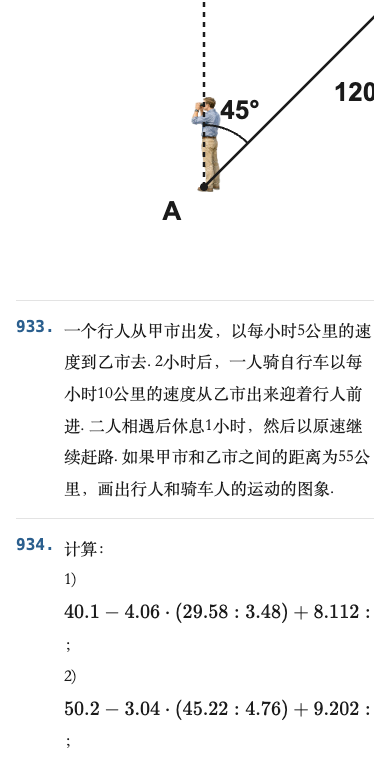 45°
120
A
933. 一个行人从甲市出发，以每小时5公里的速
度到乙市去. 2小时后，一人骑自行车以每
小时10公里的速度从乙市出来迎着行人前
进. 二人相遇后休息1小时，然后以原速继
续赶路. 如果甲市和乙市之间的距离为55公
里，画出行人和骑车人的运动的图象.
934. 计算：
1)
40.1 − 4.06 · (29.58 : 3.48) + 8.112 :
;
2)
50.2 − 3.04 · (45.22 : 4.76) + 9.202 :
;